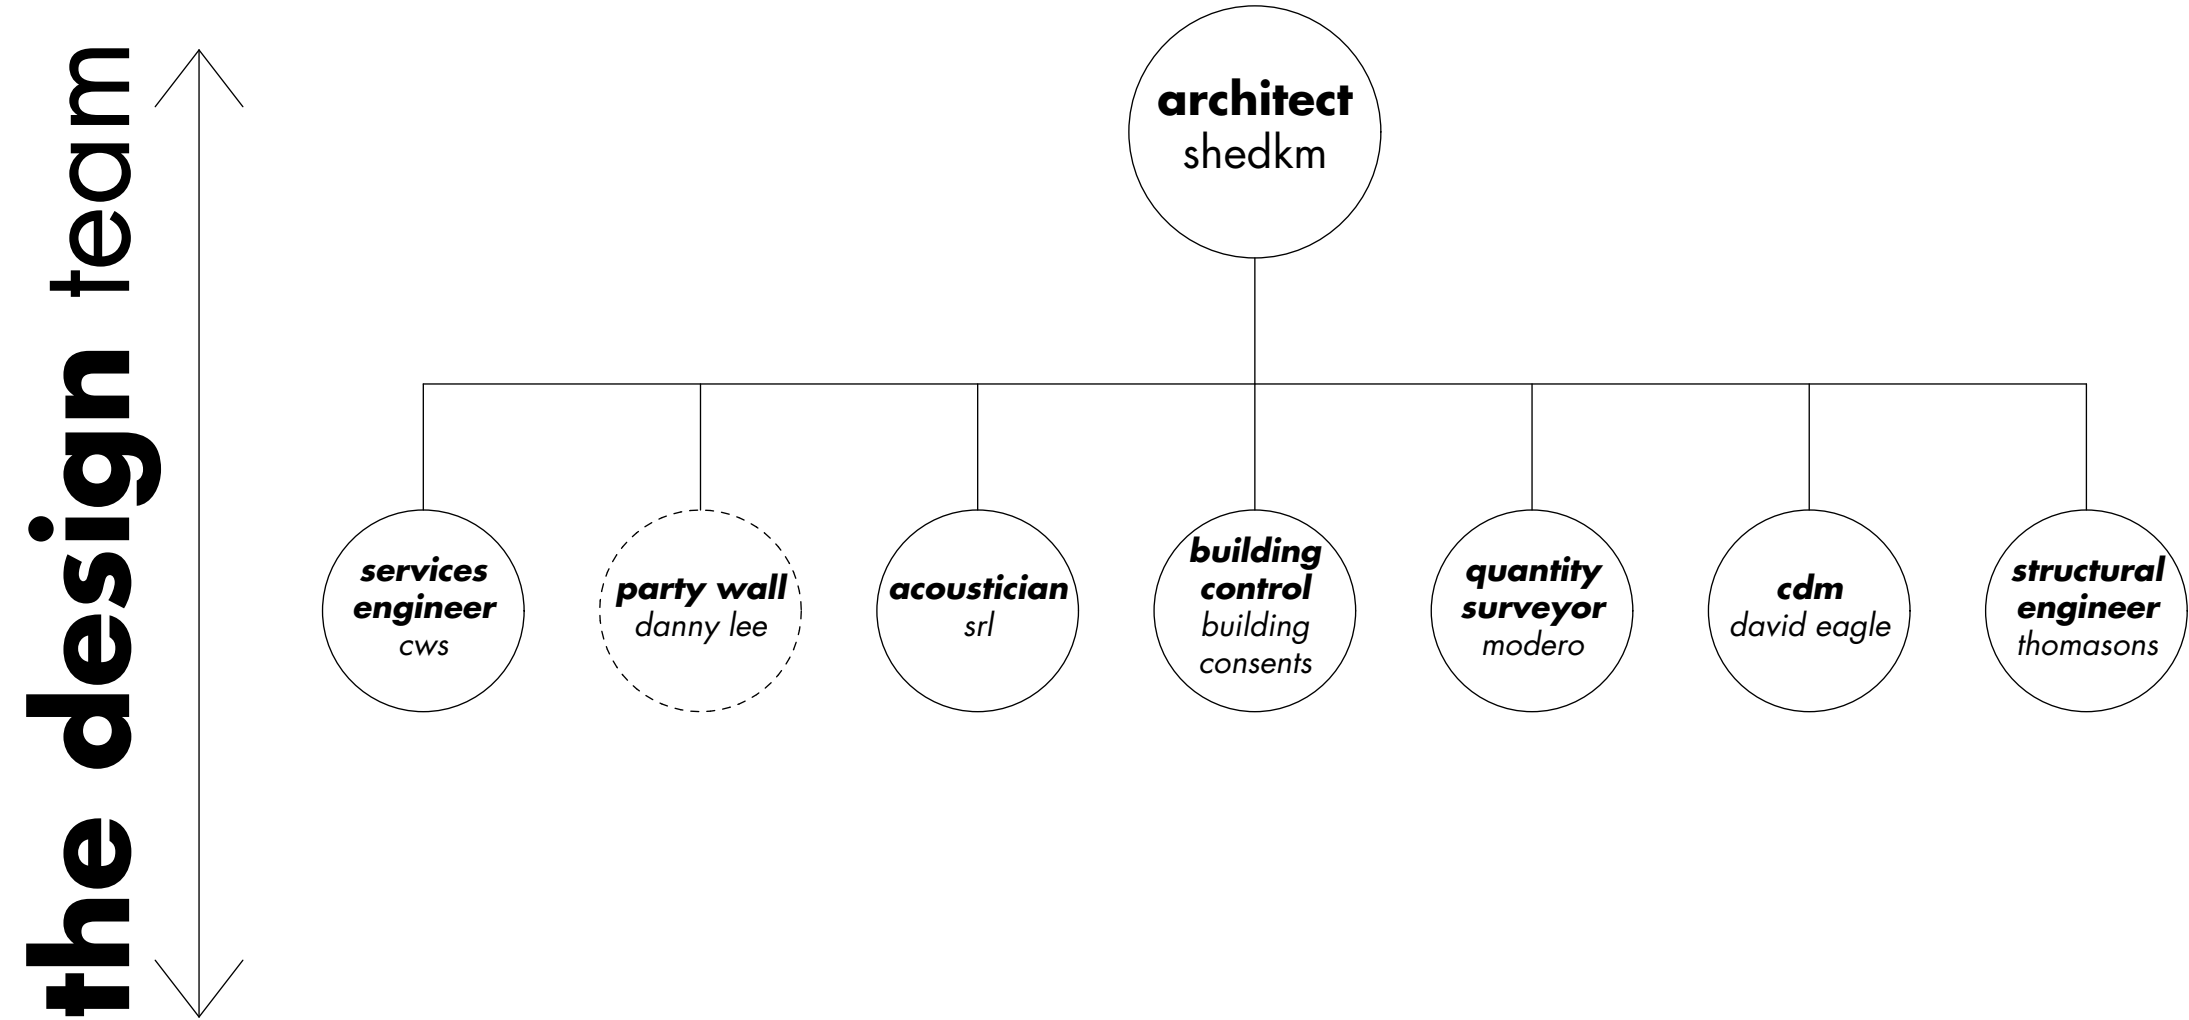 the design team
architect
shedkm
services
engineer
cws
party wall
danny lee
acoustician
srl
building
control
building
consents
quantity
surveyor
modero
cdm
david eagle
structural
engineer
thomasons